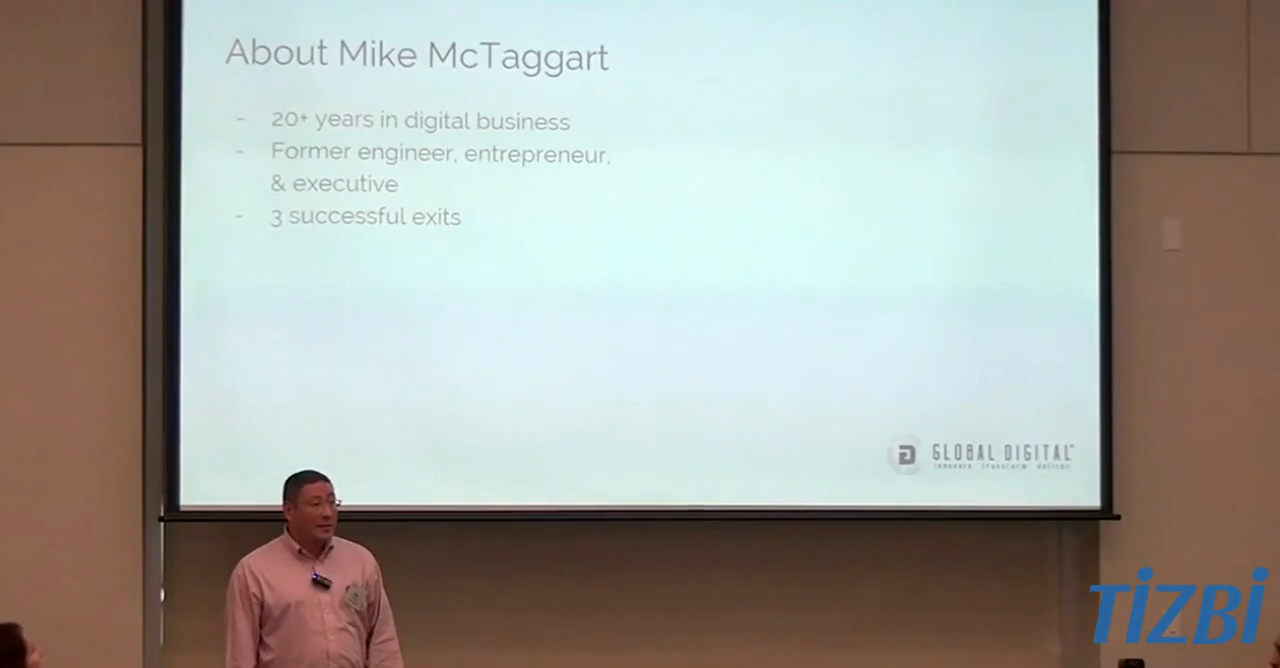 About Mike McTaggart
- 20+ years in digital business
- Former engineer, entrepreneur,
& executive
- 3 successful exits
GLOBAL DIGITAL™
innovate transform deliver
TiZBi